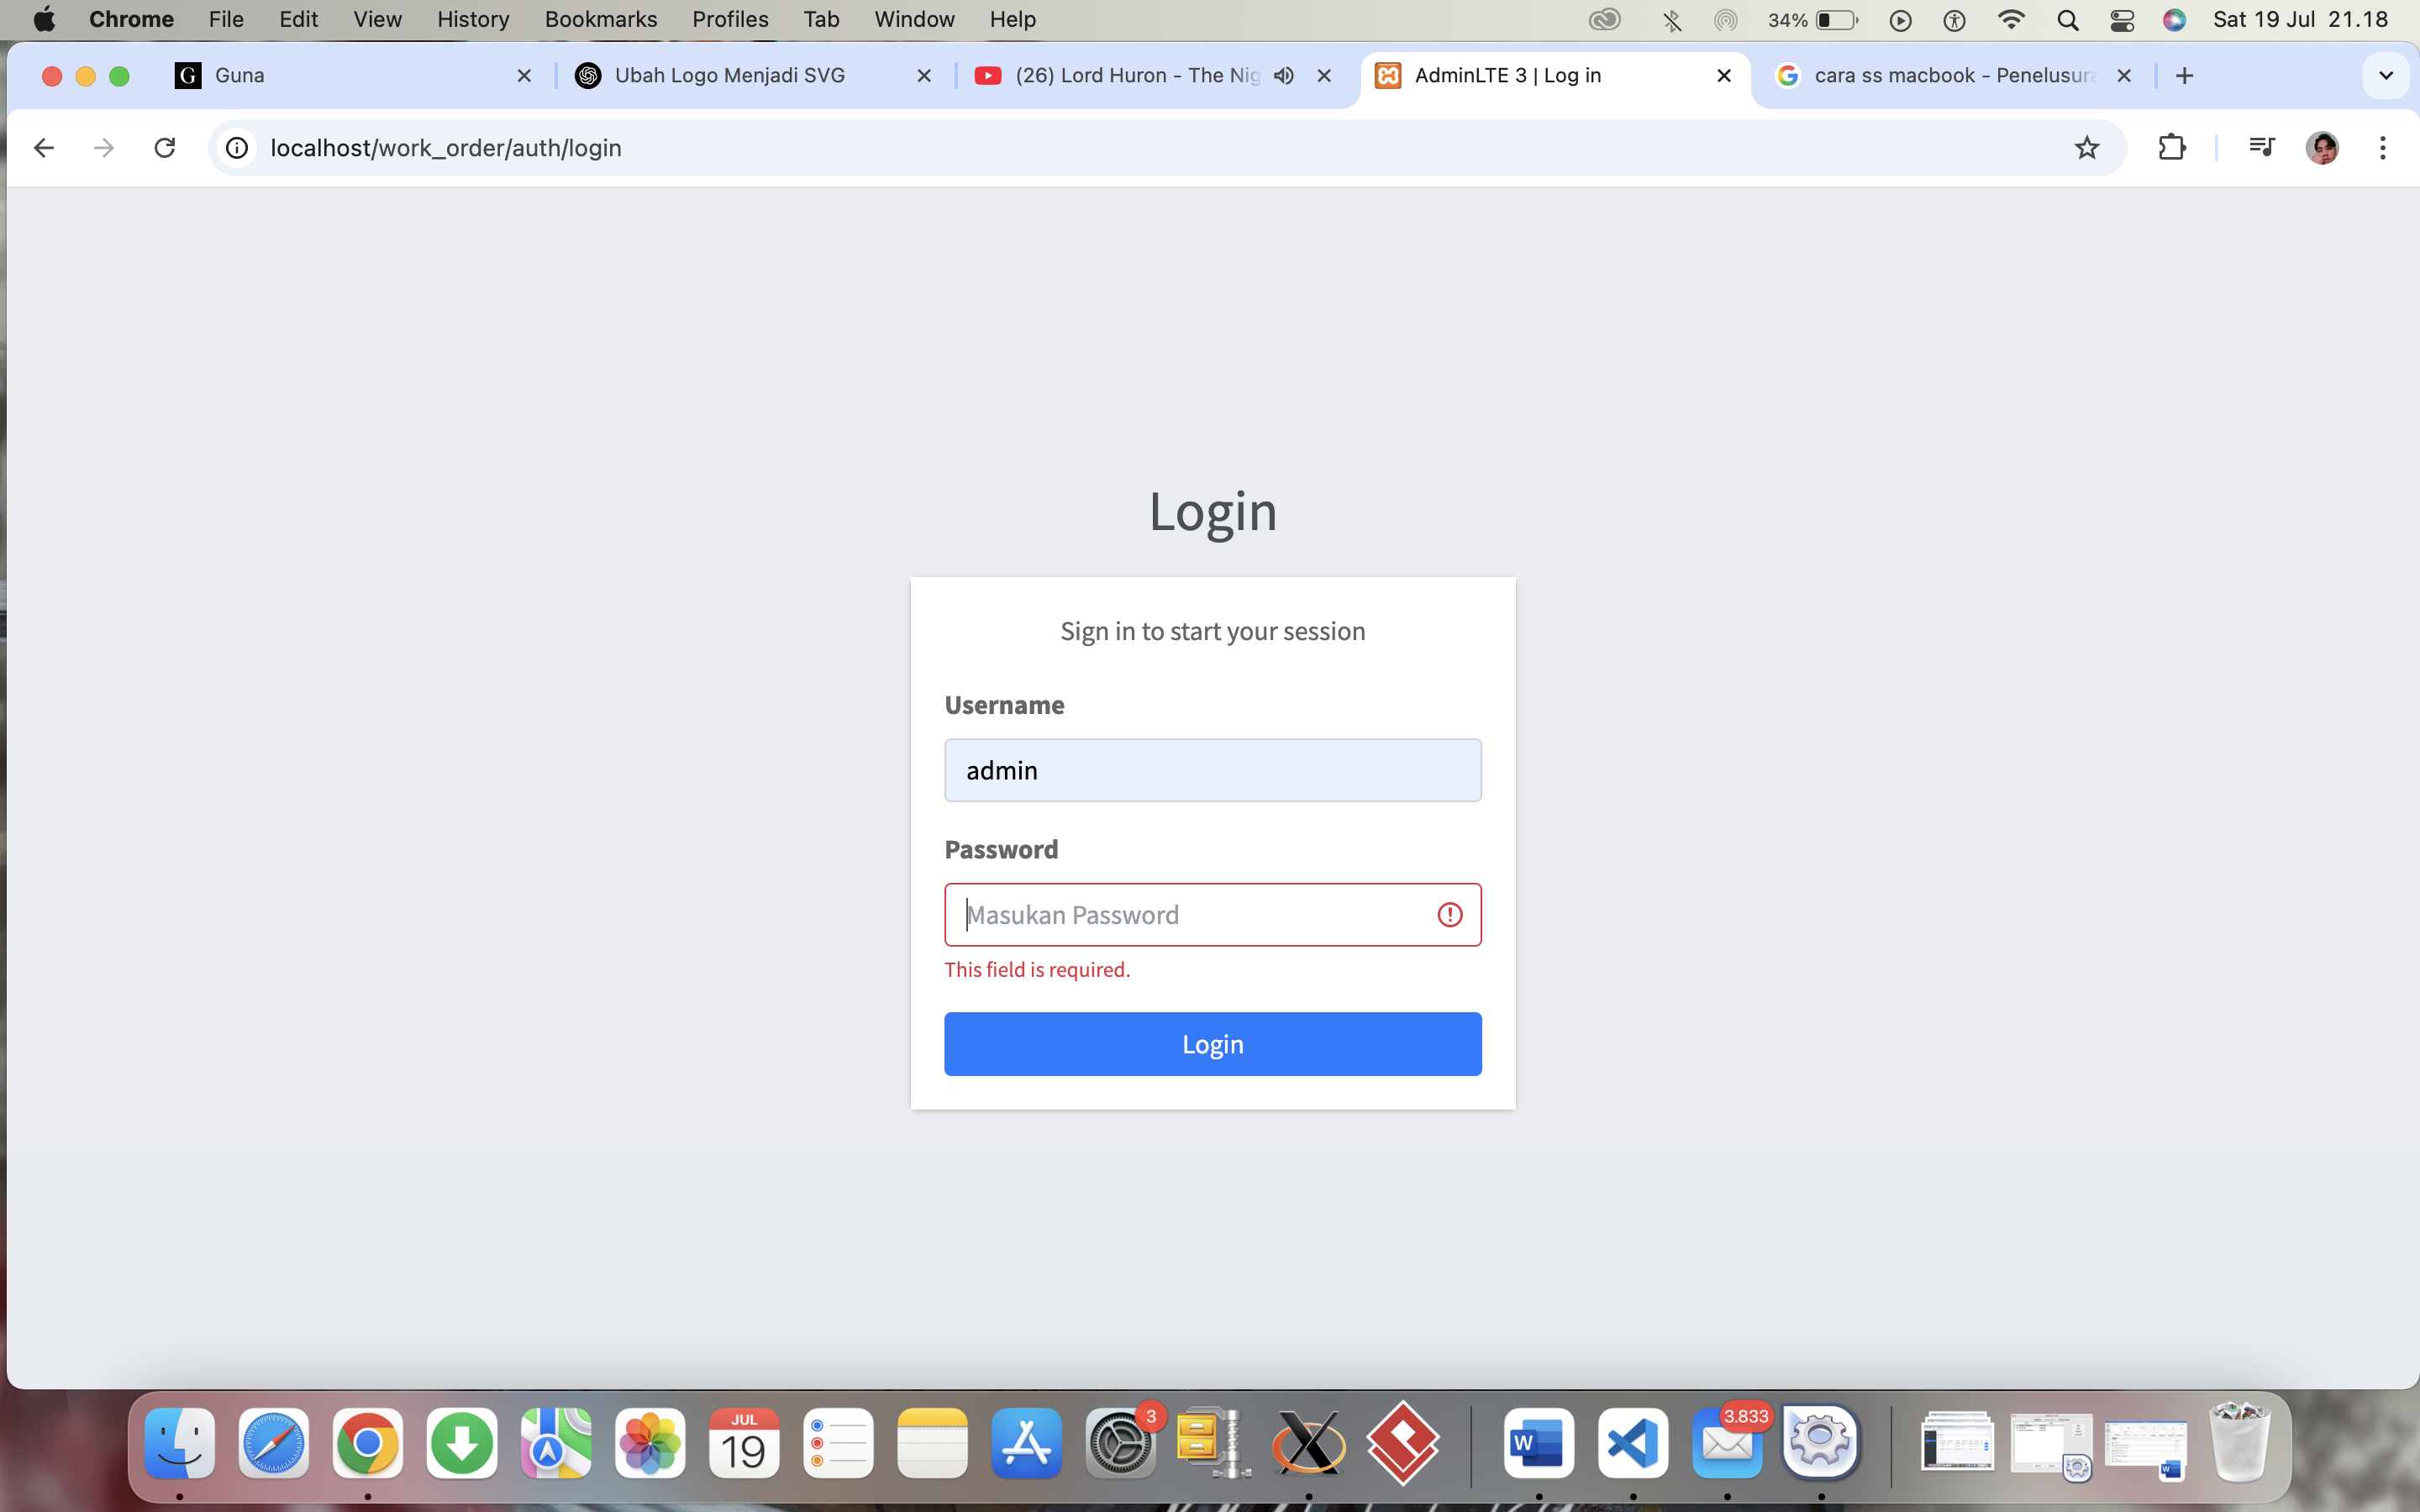 Chrome File Edit View History Bookmarks Profiles Tab Window Help 34% Sat 19 Jul 21.18
G Guna Ubah Logo Menjadi SVG (26) Lord Huron - The Nig AdminLTE 3 | Log in G cara ss macbook - Penelusura
localhost/work_order/auth/login
Login
Sign in to start your session
Username
admin
Password
Masukan Password
This field is required.
Login
JUL 3 3.833
19 W
W